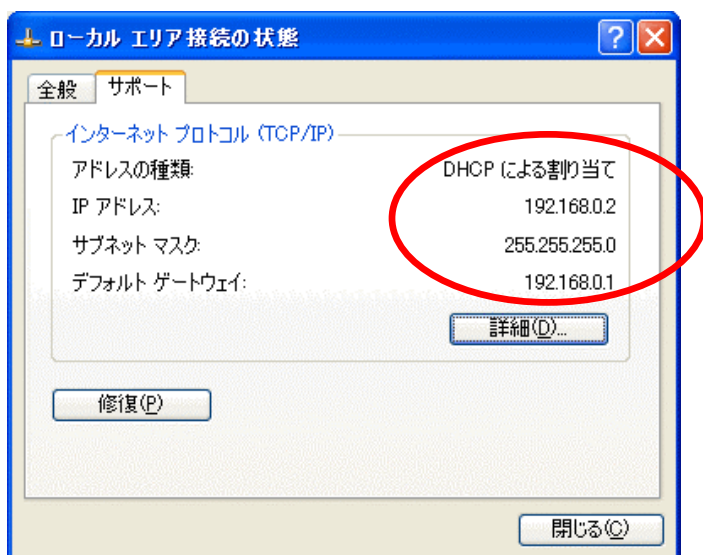 ローカル エリア接続の状態
全般 サポート
インターネット プロトコル (TCP/IP)
アドレスの種類: DHCP による割り当て
IP アドレス: 192.168.0.2
サブネット マスク: 255.255.255.0
デフォルト ゲートウェイ: 192.168.0.1
詳細(D)...
修復(P)
閉じる(C)